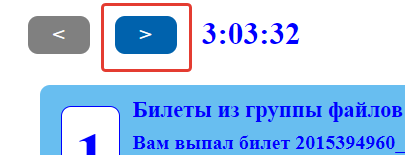 < > 3:03:32
Билеты из группы файлов
1 Вам выпал билет 2015394960_